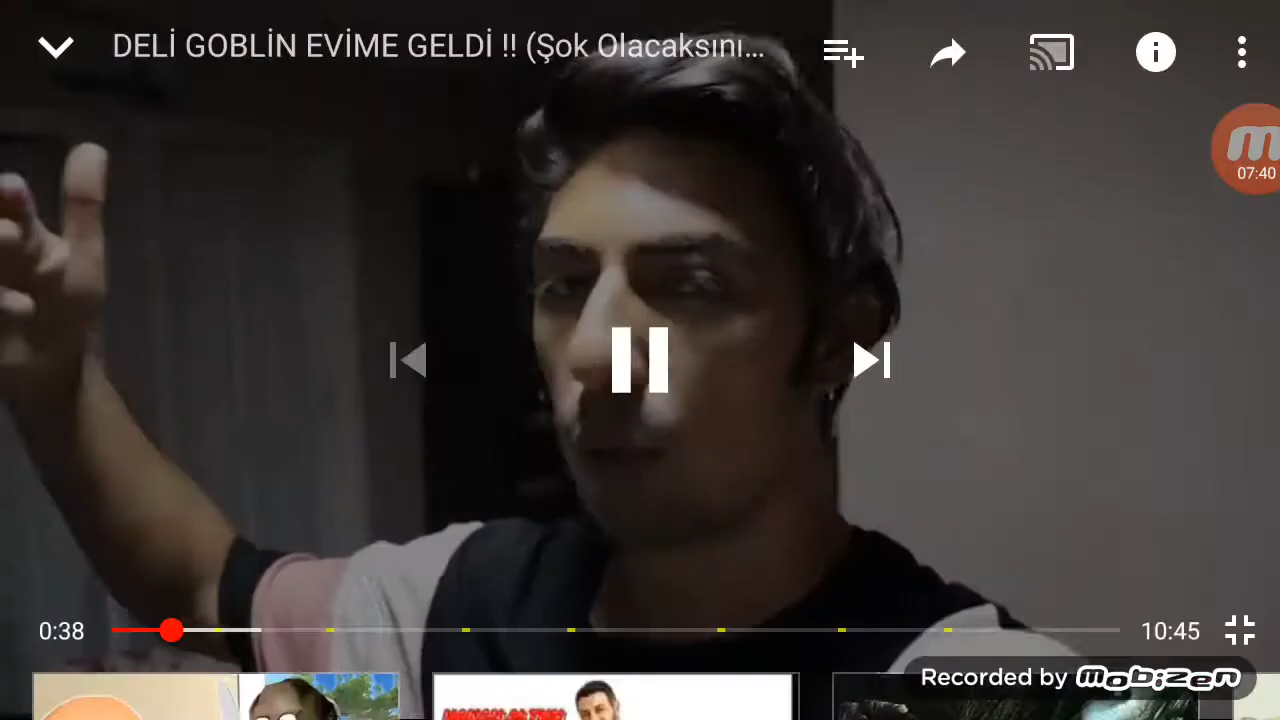 DELİ GOBLİN EVİME GELDİ !! (Şok Olacaksını...
07:40
0:38
10:45
Recorded by mobizen